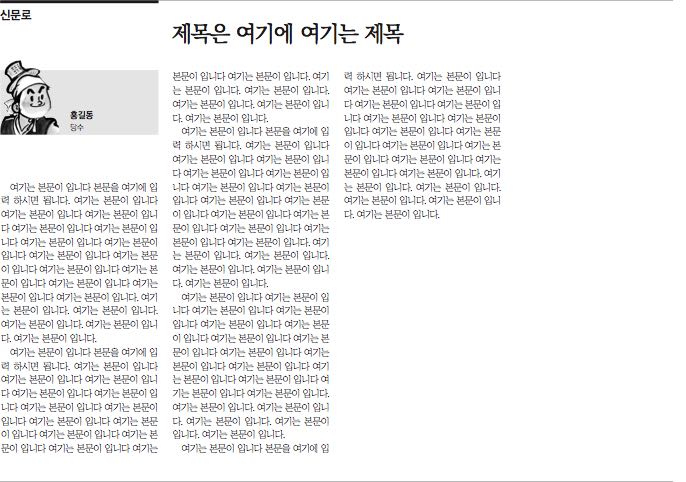 신문로
제목은 여기에 여기는 제목
홍길동
당수
여기는 본문이 입니다 본문을 여기에 입
력 하시면 됩니다. 여기는 본문이 입니다
여기는 본문이 입니다 여기는 본문이 입니
다 여기는 본문이 입니다 여기는 본문이 입
니다 여기는 본문이 입니다 여기는 본문이
입니다 여기는 본문이 입니다 여기는 본문
이 입니다 여기는 본문이 입니다 여기는 본
문이 입니다 여기는 본문이 입니다 여기는
본문이 입니다 여기는 본문이 입니다. 여기
는 본문이 입니다. 여기는 본문이 입니다.
여기는 본문이 입니다. 여기는 본문이 입니
다. 여기는 본문이 입니다.
여기는 본문이 입니다 본문을 여기에 입
력 하시면 됩니다. 여기는 본문이 입니다
여기는 본문이 입니다 여기는 본문이 입니
다 여기는 본문이 입니다 여기는 본문이 입
니다 여기는 본문이 입니다 여기는 본문이
입니다 여기는 본문이 입니다 여기는 본문
이 입니다 여기는 본문이 입니다 여기는 본
문이 입니다 여기는 본문이 입니다 여기는
본문이 입니다 여기는 본문이 입니다. 여기
는 본문이 입니다. 여기는 본문이 입니다.
여기는 본문이 입니다. 여기는 본문이 입니
다. 여기는 본문이 입니다.
여기는 본문이 입니다 본문을 여기에 입
력 하시면 됩니다. 여기는 본문이 입니다
여기는 본문이 입니다 여기는 본문이 입니
다 여기는 본문이 입니다 여기는 본문이 입
니다 여기는 본문이 입니다 여기는 본문이
입니다 여기는 본문이 입니다 여기는 본문
이 입니다 여기는 본문이 입니다 여기는 본
문이 입니다 여기는 본문이 입니다 여기는
본문이 입니다 여기는 본문이 입니다. 여기
는 본문이 입니다. 여기는 본문이 입니다.
여기는 본문이 입니다. 여기는 본문이 입니
다. 여기는 본문이 입니다.
여기는 본문이 입니다 여기는 본문이 입
니다 여기는 본문이 입니다 여기는 본문이
입니다 여기는 본문이 입니다 여기는 본문
이 입니다 여기는 본문이 입니다 여기는 본
문이 입니다 여기는 본문이 입니다 여기는
본문이 입니다 여기는 본문이 입니다 여기
는 본문이 입니다 여기는 본문이 입니다 여
기는 본문이 입니다. 여기는 본문이 입니다.
여기는 본문이 입니다. 여기는 본문이 입니
다. 여기는 본문이 입니다. 여기는 본문이
입니다. 여기는 본문이 입니다.
여기는 본문이 입니다 본문을 여기에 입
력 하시면 됩니다. 여기는 본문이 입니다
여기는 본문이 입니다 여기는 본문이 입니
다 여기는 본문이 입니다 여기는 본문이 입
니다 여기는 본문이 입니다 여기는 본문이
입니다 여기는 본문이 입니다 여기는 본문
이 입니다 여기는 본문이 입니다 여기는 본
문이 입니다 여기는 본문이 입니다 여기는
본문이 입니다 여기는 본문이 입니다. 여기
는 본문이 입니다. 여기는 본문이 입니다.
여기는 본문이 입니다. 여기는 본문이 입니
다. 여기는 본문이 입니다.